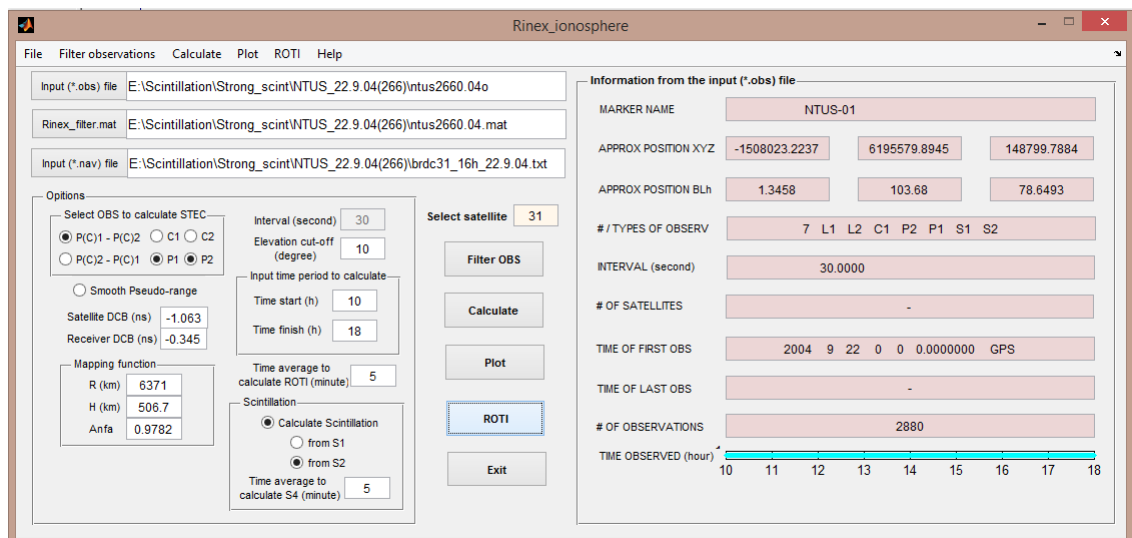 Rinex_ionosphere
File Filter observations Calculate Plot ROTI Help
Input (*.obs) file E:\Scintillation\Strong_scint\NTUS_22.9.04(266)\ntus2660.04o
Rinex_filter.mat E:\Scintillation\Strong_scint\NTUS_22.9.04(266)\ntus2660.04.mat
Input (*.nav) file E:\Scintillation\Strong_scint\NTUS_22.9.04(266)\brdc31_16h_22.9.04.txt
Options
Select OBS to calculate STEC
P(C)1 - P(C)2 C1 C2
P(C)2 - P(C)1 P1 P2
Smooth Pseudo-range
Satellite DCB (ns) -1.063
Receiver DCB (ns) -0.345
Mapping function
R (km) 6371
H (km) 506.7
Anfa 0.9782
Interval (second) 30
Elevation cut-off
(degree) 10
Input time period to calculate
Time start (h) 10
Time finish (h) 18
Time average to
calculate ROTI (minute) 5
Scintillation
Calculate Scintillation
from S1
from S2
Time average to
calculate S4 (minute) 5
Select satellite 31
Filter OBS
Calculate
Plot
ROTI
Exit
Information from the input (*.obs) file
MARKER NAME NTUS-01
APPROX POSITION XYZ -1508023.2237 6195579.8945 148799.7884
APPROX POSITION BLh 1.3458 103.68 78.6493
# / TYPES OF OBSERV 7 L1 L2 C1 P2 P1 S1 S2
INTERVAL (second) 30.0000
# OF SATELLITES -
TIME OF FIRST OBS 2004 9 22 0 0 0.0000000 GPS
TIME OF LAST OBS -
# OF OBSERVATIONS 2880
TIME OBSERVED (hour)
10 11 12 13 14 15 16 17 18